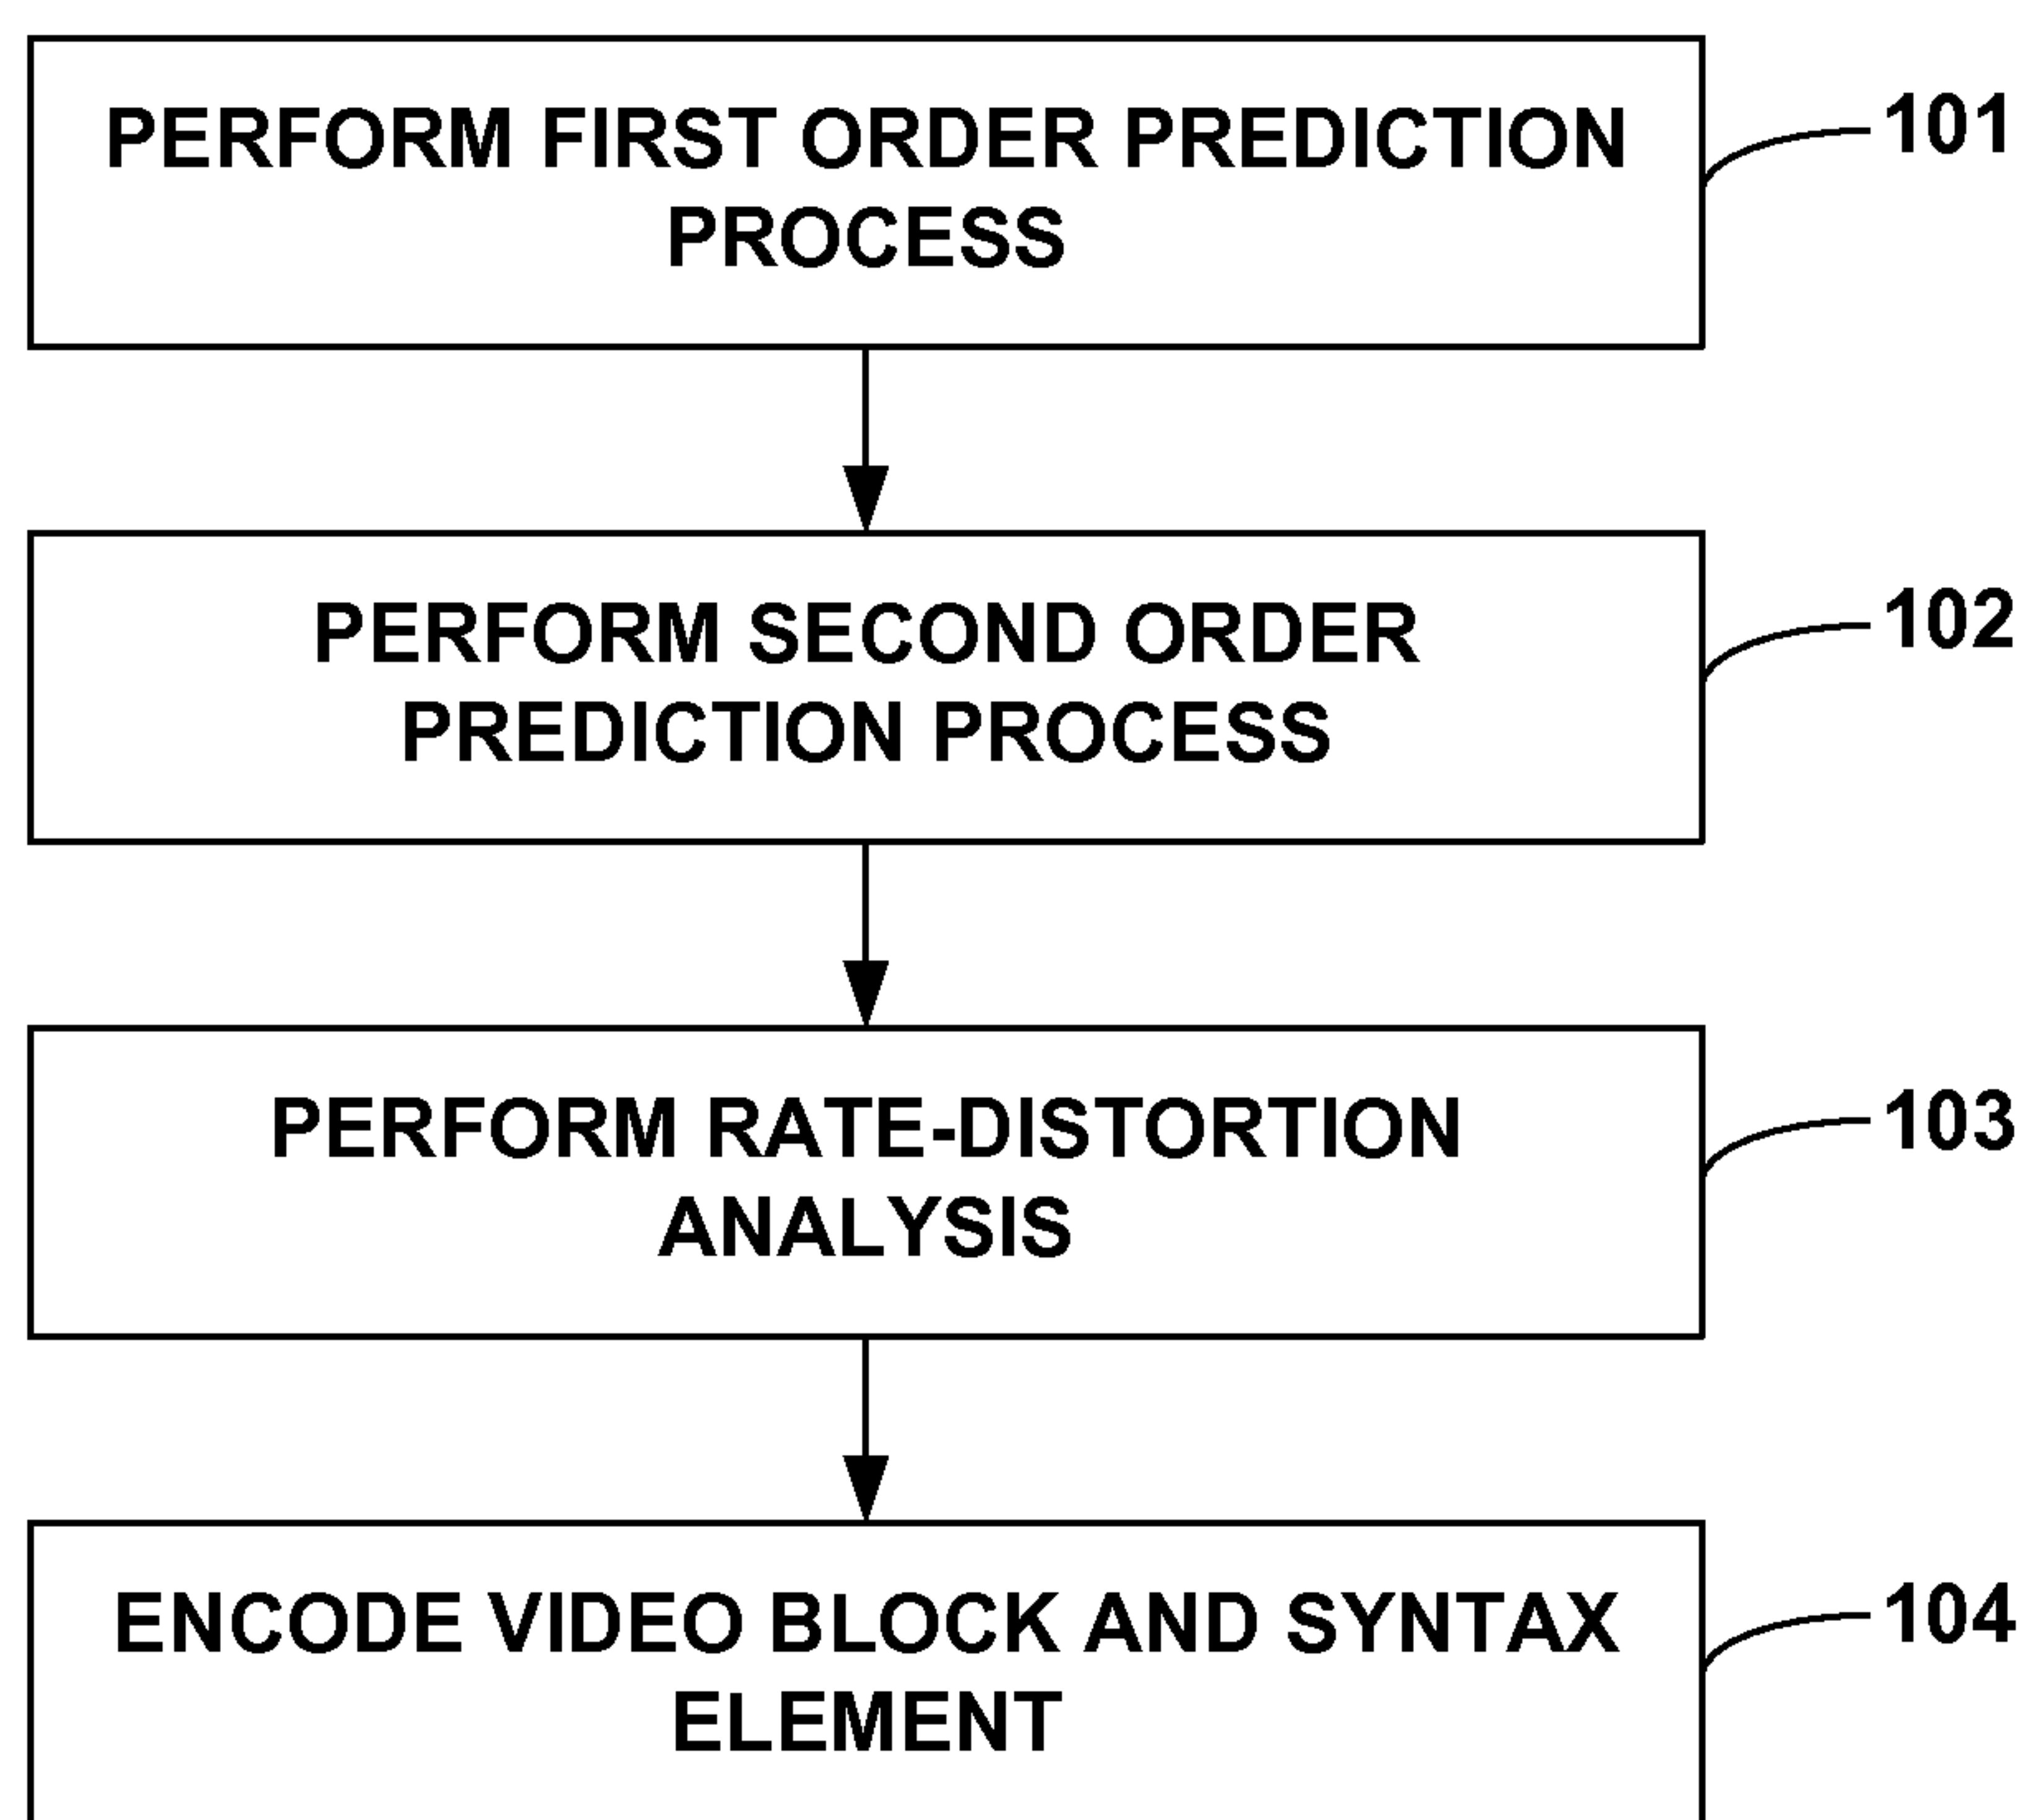 PERFORM FIRST ORDER PREDICTION
PROCESS
101
PERFORM SECOND ORDER
PREDICTION PROCESS
102
PERFORM RATE-DISTORTION
ANALYSIS
103
ENCODE VIDEO BLOCK AND SYNTAX
ELEMENT
104